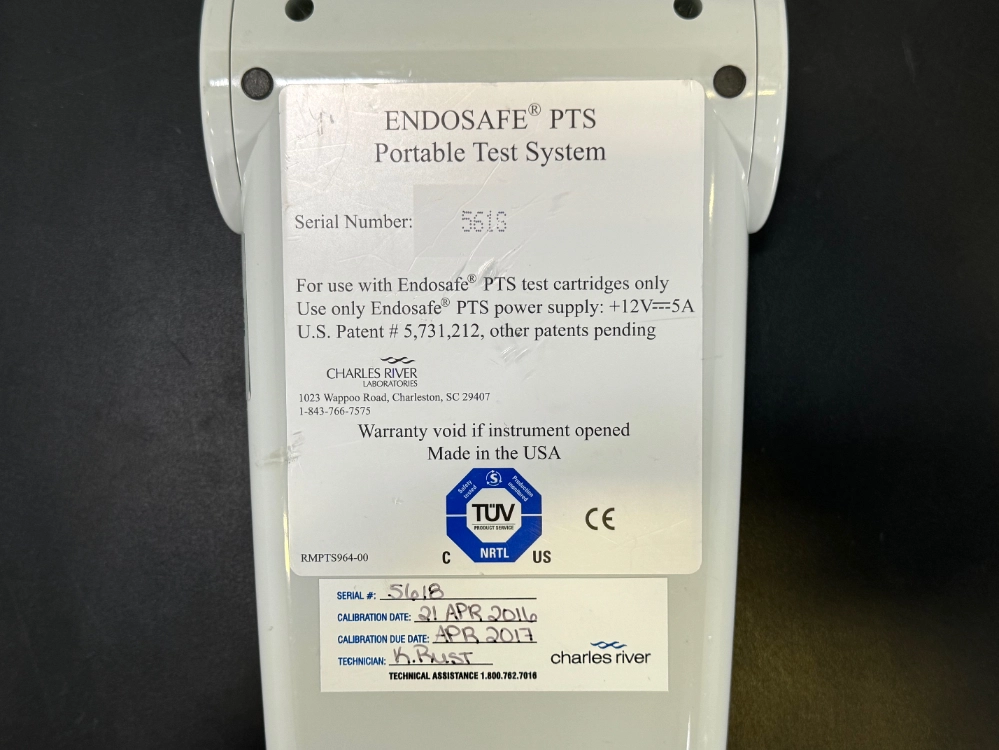 ENDOSAFE® PTS
Portable Test System
Serial Number: 5618
For use with Endosafe® PTS test cartridges only
Use only Endosafe® PTS power supply: +12V⎓5A
U.S. Patent # 5,731,212, other patents pending
CHARLES RIVER
LABORATORIES
1023 Wappoo Road, Charleston, SC 29407
1-843-766-7575
Warranty void if instrument opened
Made in the USA
Safety tested S Production monitored
TÜV
PRODUCT SERVICE
C NRTL US
CE
RMPTS964-00
SERIAL #: 5618
CALIBRATION DATE: 21 APR 2016
CALIBRATION DUE DATE: APR 2017
TECHNICIAN: K.RUST
charles river
TECHNICAL ASSISTANCE 1.800.762.7016